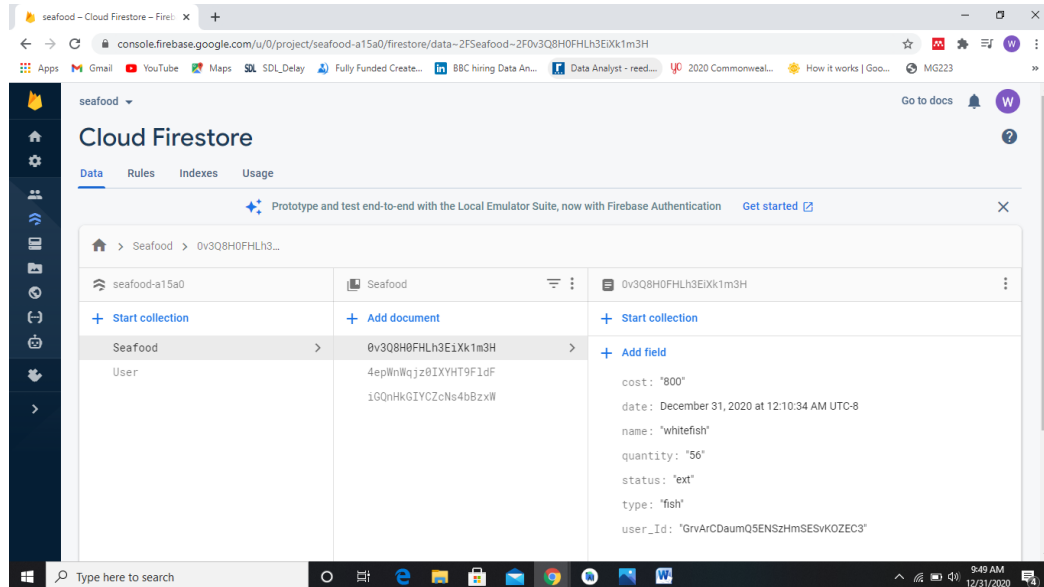 seafood – Cloud Firestore – Fireb
console.firebase.google.com/u/0/project/seafood-a15a0/firestore/data~2FSeafood~2F0v3Q8H0FHLh3EiXk1m3H
W
Apps Gmail YouTube Maps SDL SDL_Delay Fully Funded Create... in BBC hiring Data An... Data Analyst - reed.... 2020 Commonweal... How it works | Goo... MG223 »
seafood Go to docs W
Cloud Firestore ?
Data Rules Indexes Usage
Prototype and test end-to-end with the Local Emulator Suite, now with Firebase Authentication Get started
Seafood > 0v3Q8H0FHLh3...
seafood-a15a0 Seafood 0v3Q8H0FHLh3EiXk1m3H
+ Start collection + Add document + Start collection
Seafood 0v3Q8H0FHLh3EiXk1m3H + Add field
User 4epWnWqjz0IXYHT9FldF
iGQnHkGIYCZcNs4bBzxW
cost: "800"
date: December 31, 2020 at 12:10:34 AM UTC-8
name: "whitefish"
quantity: "56"
status: "ext"
type: "fish"
user_Id: "GrvArCDaumQ5ENSzHmSESvKOZEC3"
Type here to search W 9:49 AM
12/31/2020 4